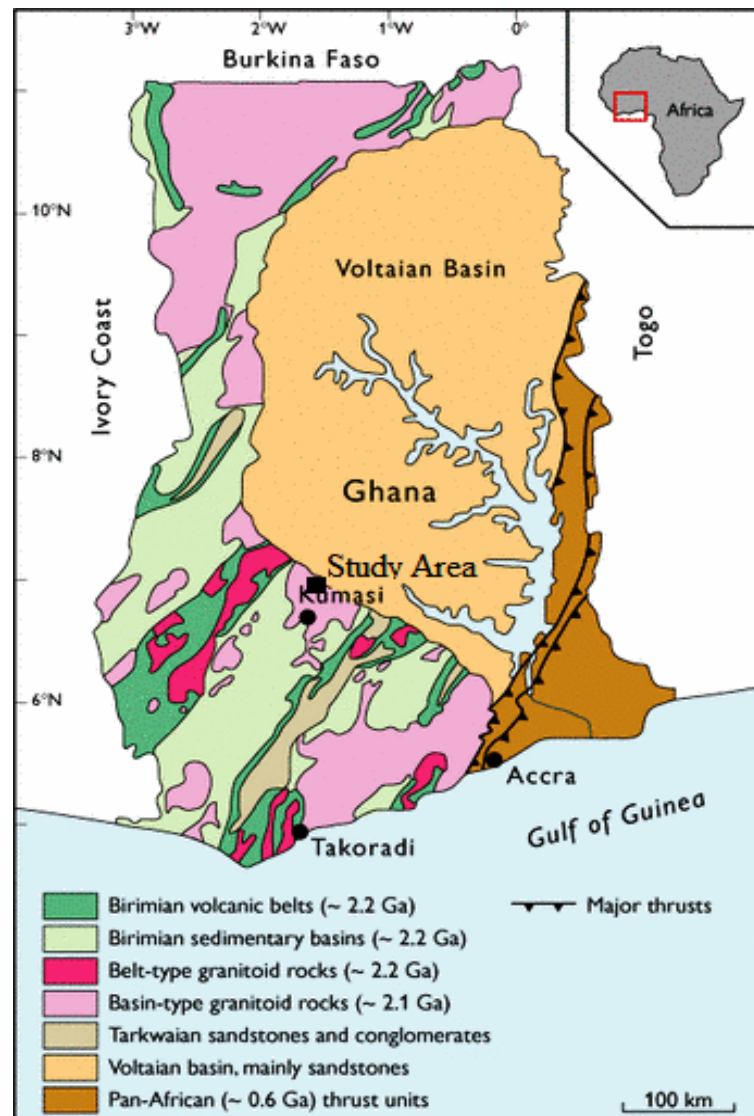 3°W 2°W 1°W 0°
Burkina Faso
Africa
10°N
Voltaian Basin
Ivory Coast
Togo
8°N
Ghana
Study Area
Kumasi
6°N
Accra
Gulf of Guinea
Takoradi
Birimian volcanic belts (~ 2.2 Ga)
Major thrusts
Birimian sedimentary basins (~ 2.2 Ga)
Belt-type granitoid rocks (~ 2.2 Ga)
Basin-type granitoid rocks (~ 2.1 Ga)
Tarkwaian sandstones and conglomerates
Voltaian basin, mainly sandstones
Pan-African (~ 0.6 Ga) thrust units
100 km